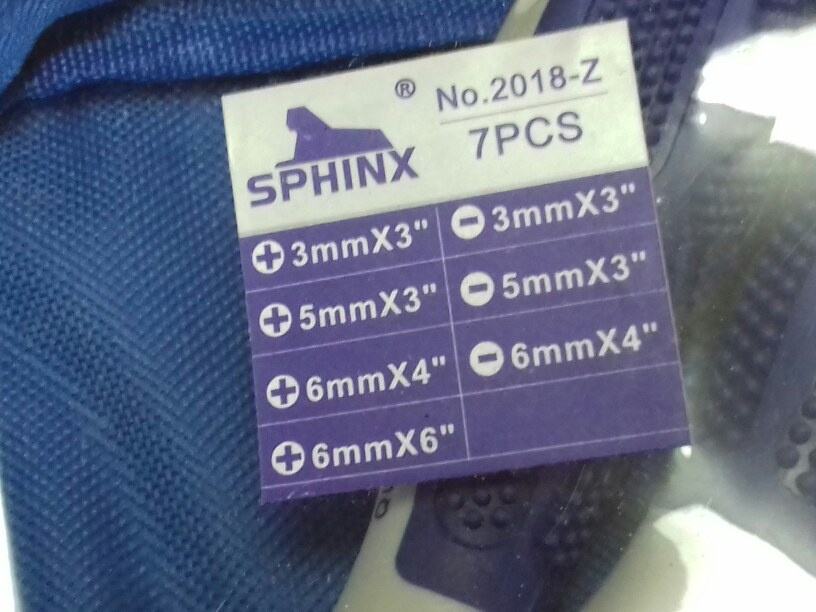 SPHINX ®
No.2018-Z
7PCS
⊕ 3mmX3" ⊖ 3mmX3"
⊕ 5mmX3" ⊖ 5mmX3"
⊕ 6mmX4" ⊖ 6mmX4"
⊕ 6mmX6"